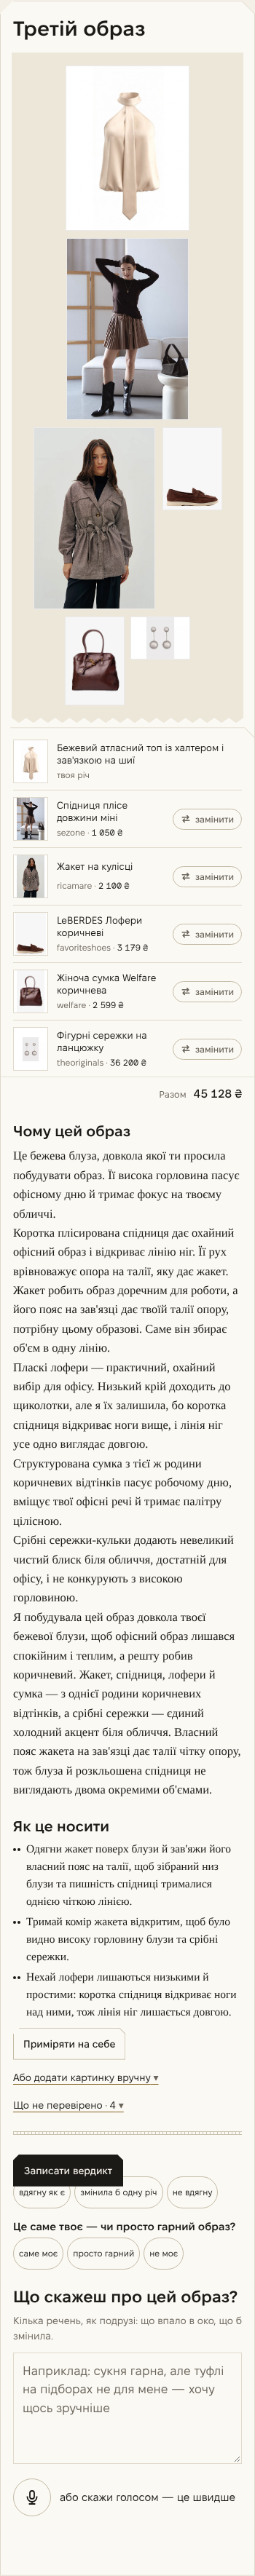 Третій образ
Бежевий атласний топ із халтером і
зав'язкою на шиї
твоя річ
Спідниця плісе
довжини міні
sezone · 1 050 ₴
замінити
Жакет на кулісці
ricamare · 2 100 ₴
замінити
LeBERDES Лофери
коричневі
favoriteshoes · 3 179 ₴
замінити
Жіноча сумка Welfare
коричнева
welfare · 2 599 ₴
замінити
Фігурні сережки на
ланцюжку
theoriginals · 36 200 ₴
замінити
Разом 45 128 ₴
Чому цей образ
Це бежева блуза, довкола якої ти просила
побудувати образ. Її висока горловина пасує
офісному дню й тримає фокус на твоєму
обличчі.
Коротка плісирована спідниця дає охайний
офісний образ і відкриває лінію ніг. Її рух
врівноважує опора на талії, яку дає жакет.
Жакет робить образ доречним для роботи, а
його пояс на зав'язці дає твоїй талії опору,
потрібну цьому образові. Саме він збирає
об'єм в одну лінію.
Пласкі лофери — практичний, охайний
вибір для офісу. Низький крій доходить до
щиколотки, але я їх залишила, бо коротка
спідниця відкриває ноги вище, і лінія ніг
усе одно виглядає довгою.
Структурована сумка з тієї ж родини
коричневих відтінків пасує робочому дню,
вміщує твої офісні речі й тримає палітру
цілісною.
Срібні сережки-кульки додають невеликий
чистий блиск біля обличчя, достатній для
офісу, і не конкурують з високою
горловиною.
Я побудувала цей образ довкола твоєї
бежевої блузи, щоб офісний образ лишався
спокійним і теплим, а решту робив
коричневий. Жакет, спідниця, лофери й
сумка — з однієї родини коричневих
відтінків, а срібні сережки — єдиний
холодний акцент біля обличчя. Власний
пояс жакета на зав'язці дає талії чітку опору,
тож блуза й розкльошена спідниця не
виглядають двома окремими об'ємами.
Як це носити
Одягни жакет поверх блузи й зав'яжи його
власний пояс на талії, щоб зібраний низ
блузи та пишність спідниці трималися
однією чіткою лінією.
Тримай комір жакета відкритим, щоб було
видно високу горловину блузи та срібні
сережки.
Нехай лофери лишаються низькими й
простими: коротка спідниця відкриває ноги
над ними, тож лінія ніг лишається довгою.
Приміряти на себе
Або додати картинку вручну ▾
Що не перевірено · 4 ▾
Записати вердикт
вдягну як є
змінила б одну річ
не вдягну
Це саме твоє — чи просто гарний образ?
саме моє
просто гарний
не моє
Що скажеш про цей образ?
Кілька речень, як подрузі: що впало в око, що б
змінила.
Наприклад: сукня гарна, але туфлі
на підборах не для мене — хочу
щось зручніше
або скажи голосом — це швидше